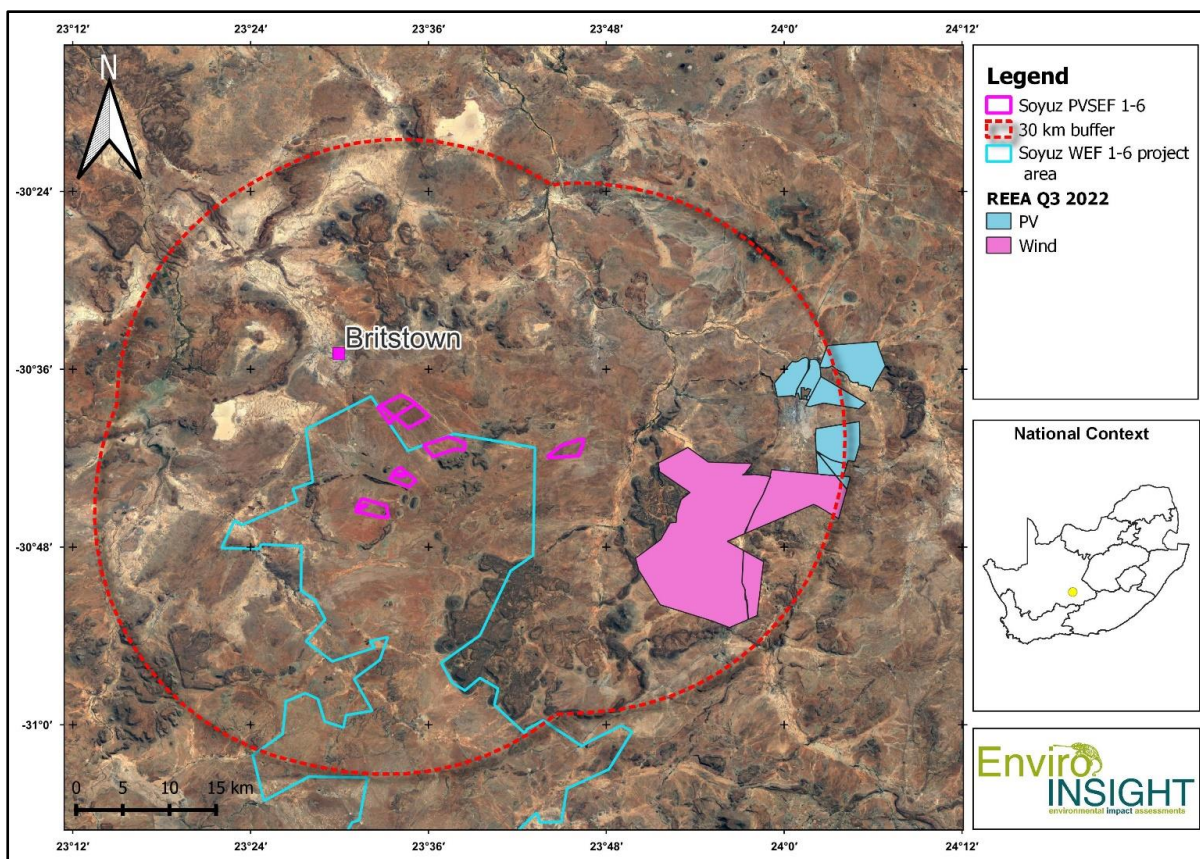 23°12' 23°24' 23°36' 23°48' 24°0' 24°12'
N
-30°24'
-30°36'
-30°48'
-31°0'
Britstown
0 5 10 15 km
23°12' 23°24' 23°36' 23°48' 24°0' 24°12'
Legend
Soyuz PVSEF 1-6
30 km buffer
Soyuz WEF 1-6 project
area
REEA Q3 2022
PV
Wind
National Context
Enviro
INSIGHT
environmental impact assessments